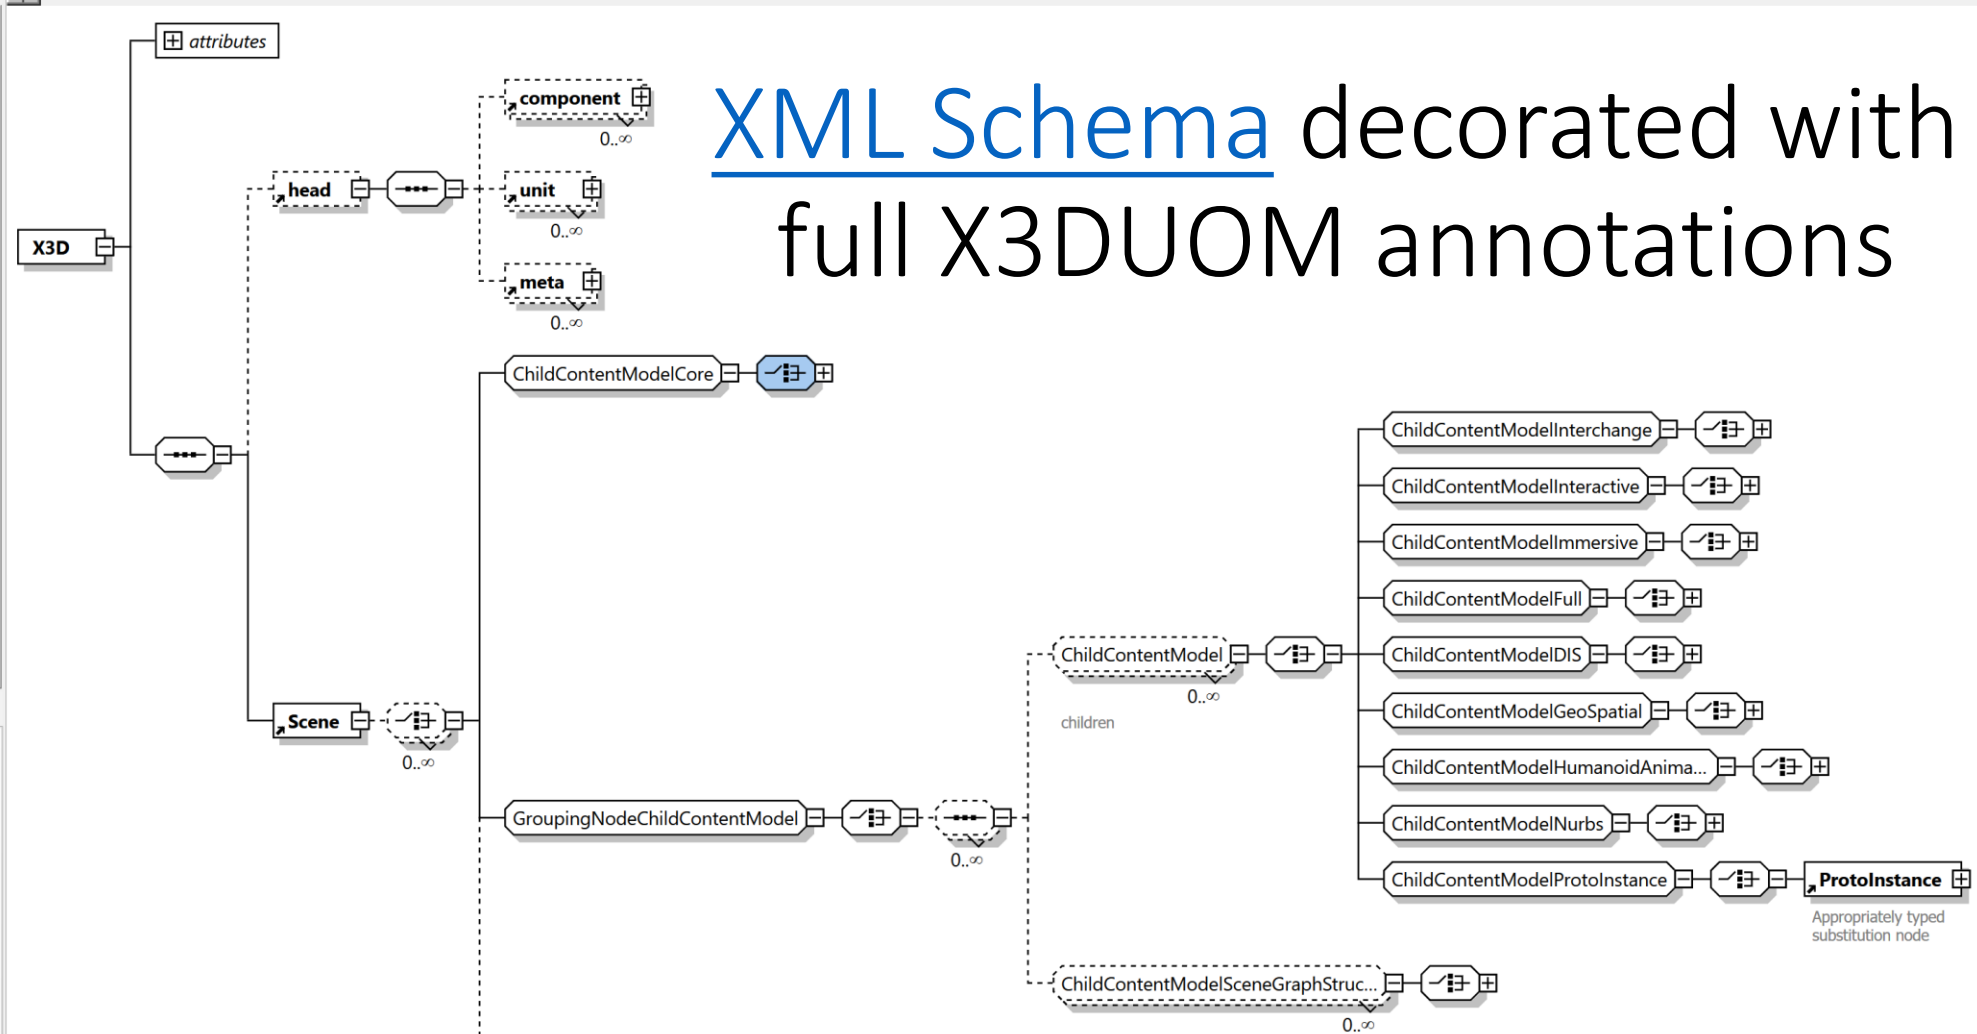 attributes
component
0..∞
XML Schema decorated with
full X3DUOM annotations
head
unit
0..∞
X3D
meta
0..∞
ChildContentModelCore
ChildContentModelInterchange
ChildContentModelInteractive
ChildContentModelImmersive
ChildContentModelFull
ChildContentModel
0..∞
children
ChildContentModelDIS
ChildContentModelGeoSpatial
Scene
0..∞
ChildContentModelHumanoidAnima...
GroupingNodeChildContentModel
0..∞
ChildContentModelNurbs
ChildContentModelProtoInstance
ProtoInstance
Appropriately typed
substitution node
ChildContentModelSceneGraphStruc...
0..∞